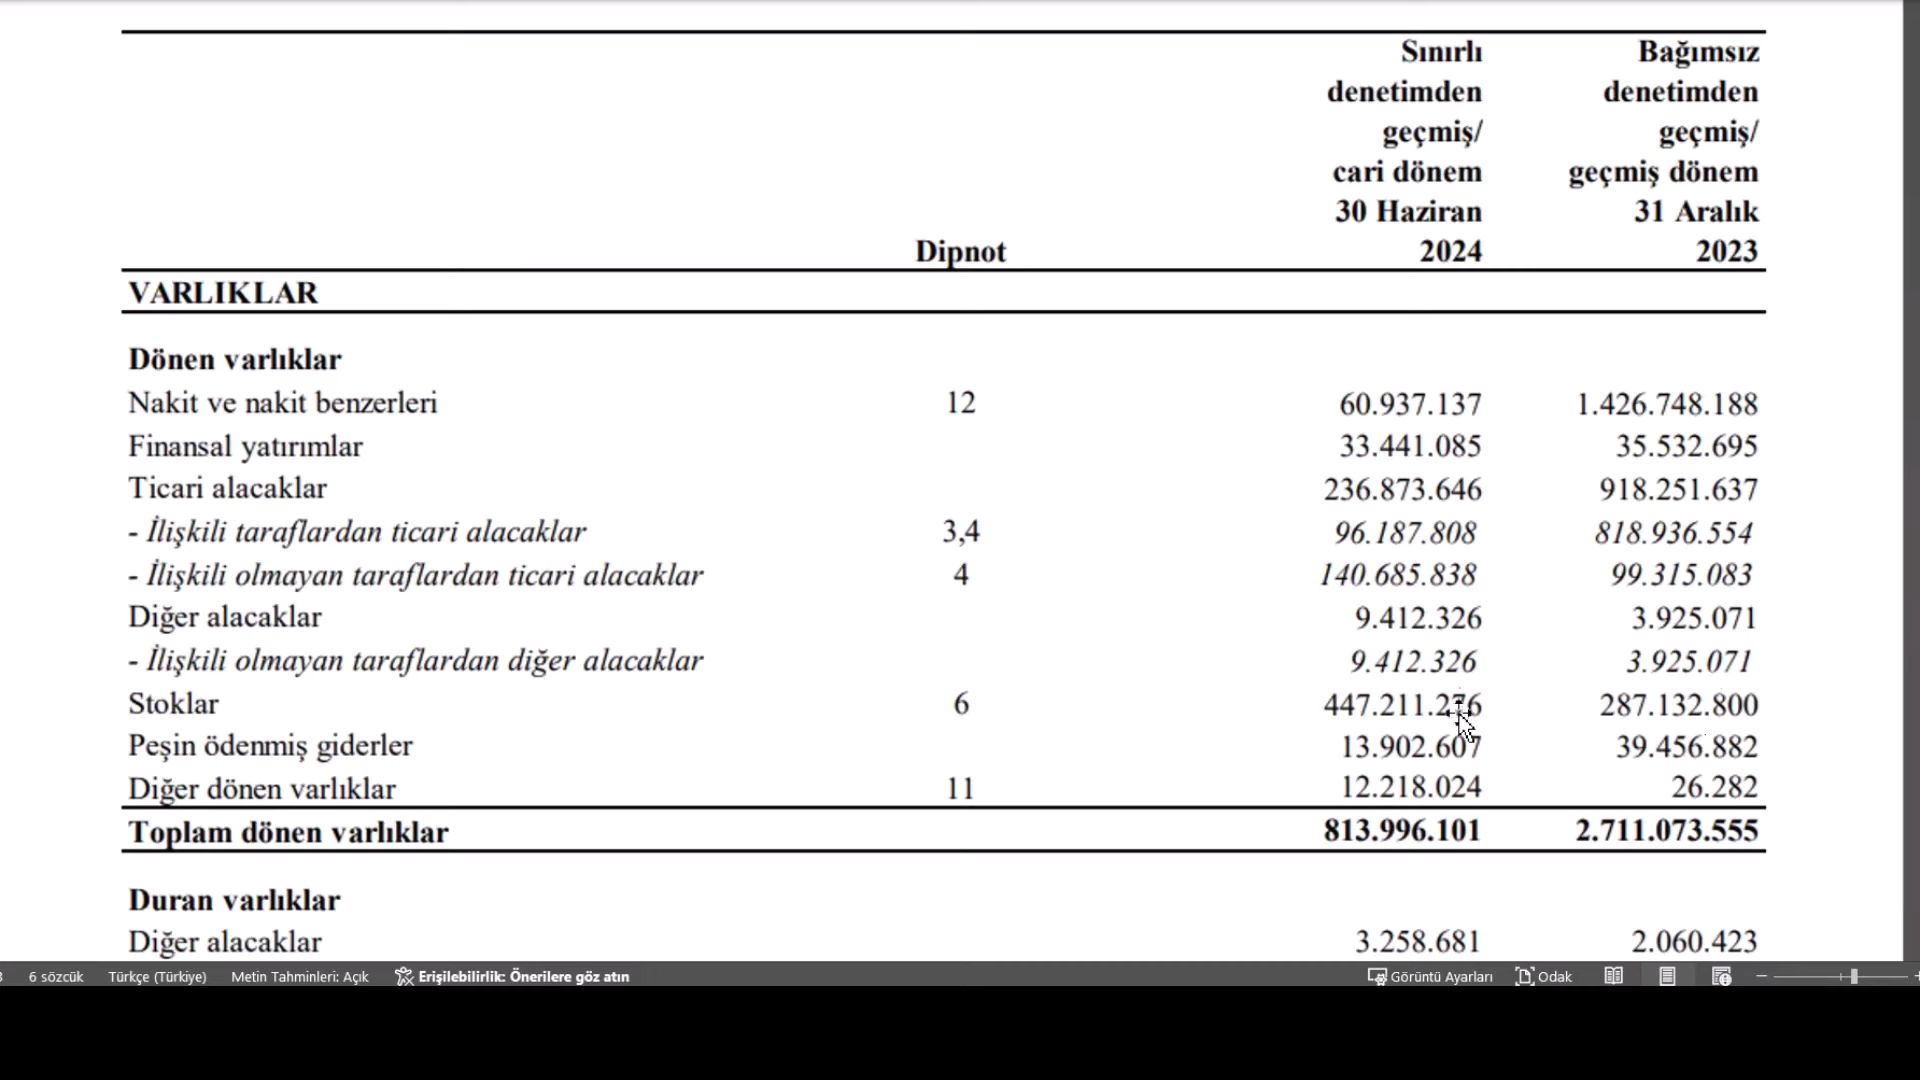 Sınırlı
denetimden
geçmiş/
cari dönem
30 Haziran
2024
Bağımsız
denetimden
geçmiş/
geçmiş dönem
31 Aralık
2023
Dipnot
VARLIKLAR
Dönen varlıklar
Nakit ve nakit benzerleri 12 60.937.137 1.426.748.188
Finansal yatırımlar 33.441.085 35.532.695
Ticari alacaklar 236.873.646 918.251.637
- İlişkili taraflardan ticari alacaklar 3,4 96.187.808 818.936.554
- İlişkili olmayan taraflardan ticari alacaklar 4 140.685.838 99.315.083
Diğer alacaklar 9.412.326 3.925.071
- İlişkili olmayan taraflardan diğer alacaklar 9.412.326 3.925.071
Stoklar 6 447.211.276 287.132.800
Peşin ödenmiş giderler 13.902.607 39.456.882
Diğer dönen varlıklar 11 12.218.024 26.282
Toplam dönen varlıklar 813.996.101 2.711.073.555
Duran varlıklar
Diğer alacaklar 3.258.681 2.060.423
6 sözcük Türkçe (Türkiye) Metin Tahminleri: Açık Erişilebilirlik: Önerilere göz atın Görüntü Ayarları Odak